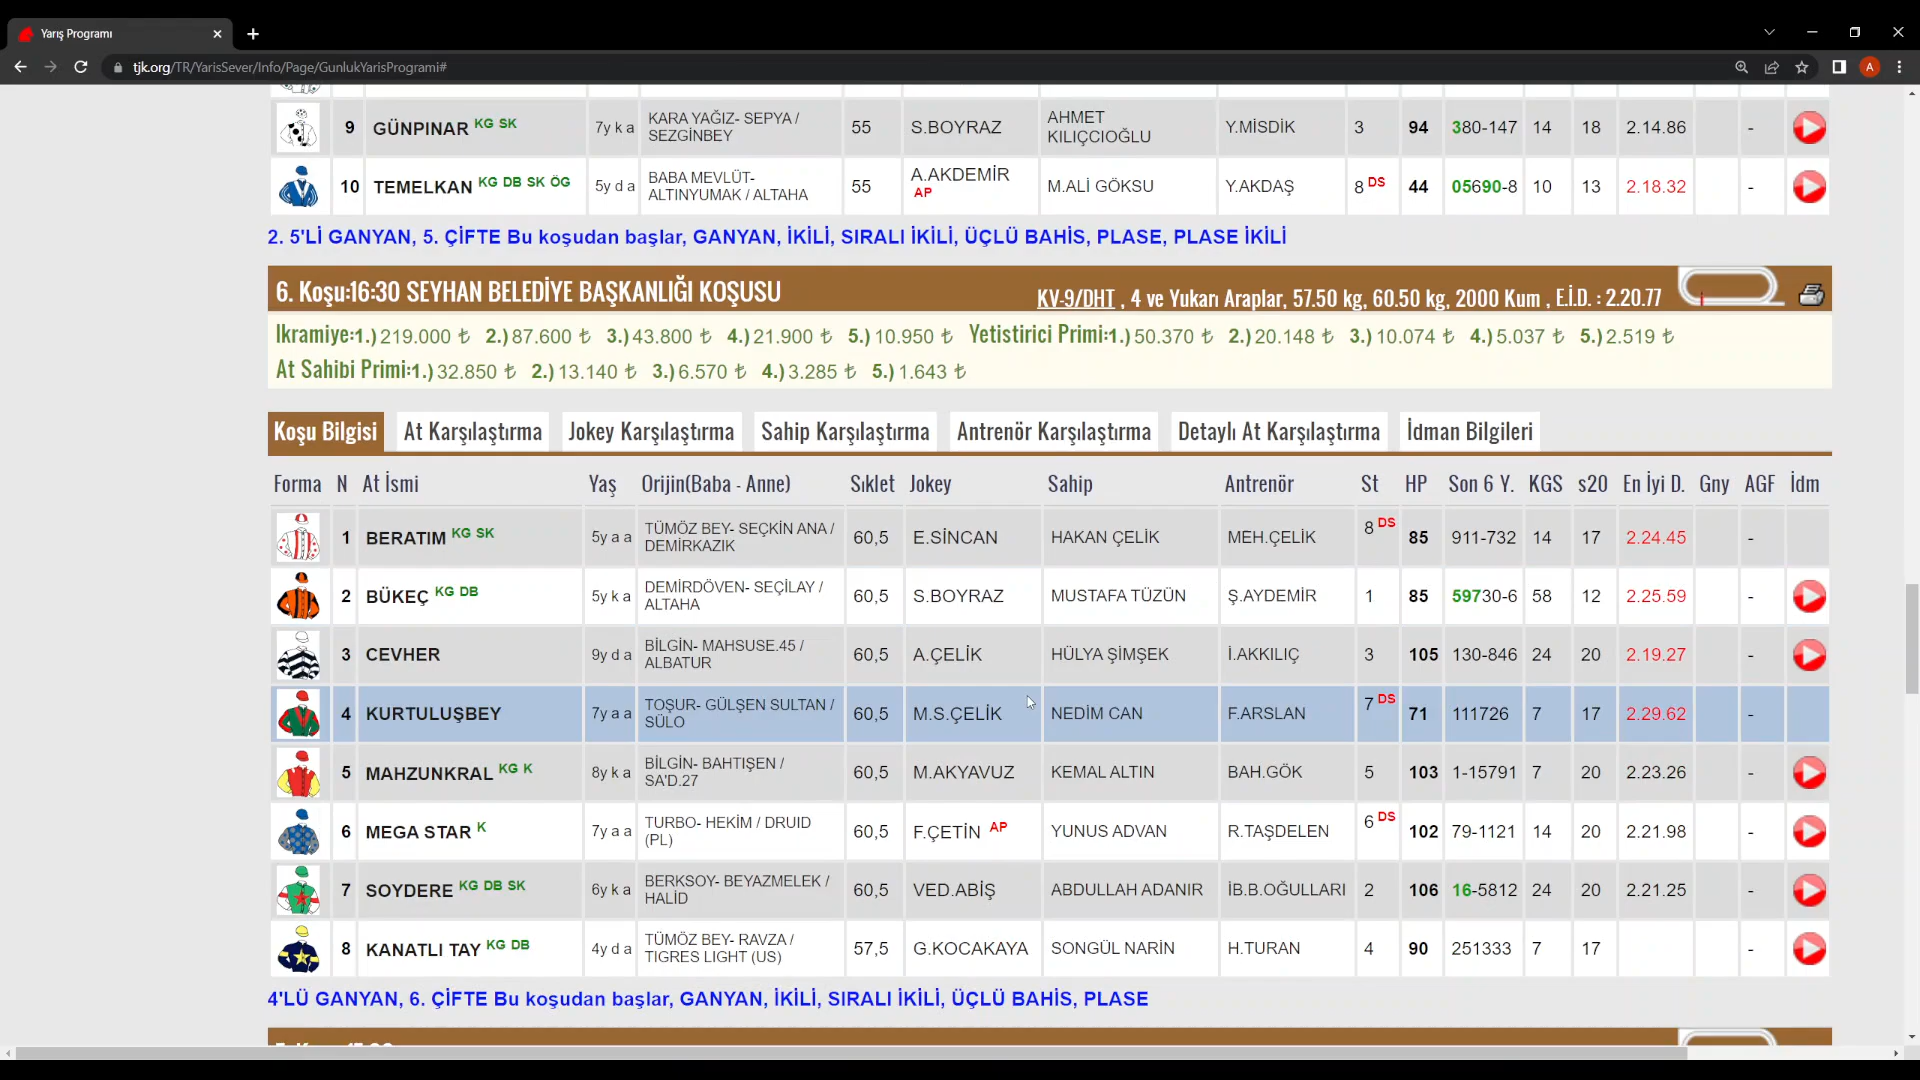 Yarış Programı
tjk.org/TR/YarisSever/Info/Page/GunlukYarisProgrami#
A
9 GÜNPINAR KG SK 7y k a KARA YAĞIZ- SEPYA / SEZGİNBEY 55 S.BOYRAZ AHMET KILIÇCIOĞLU Y.MİSDİK 3 94 380-147 14 18 2.14.86 -
10 TEMELKAN KG DB SK ÖG 5y d a BABA MEVLÜT- ALTINYUMAK / ALTAHA 55 A.AKDEMİR AP M.ALİ GÖKSU Y.AKDAŞ 8 DS 44 05690-8 10 13 2.18.32 -
2. 5'Lİ GANYAN, 5. ÇİFTE Bu koşudan başlar, GANYAN, İKİLİ, SIRALI İKİLİ, ÜÇLÜ BAHİS, PLASE, PLASE İKİLİ
6. Koşu:16:30 SEYHAN BELEDİYE BAŞKANLIĞI KOŞUSU KV-9/DHT , 4 ve Yukarı Araplar, 57.50 kg, 60.50 kg, 2000 Kum , E.İ.D. : 2.20.77
Ikramiye:1.) 219.000 ₺ 2.) 87.600 ₺ 3.) 43.800 ₺ 4.) 21.900 ₺ 5.) 10.950 ₺ Yetistirici Primi:1.) 50.370 ₺ 2.) 20.148 ₺ 3.) 10.074 ₺ 4.) 5.037 ₺ 5.) 2.519 ₺
At Sahibi Primi:1.) 32.850 ₺ 2.) 13.140 ₺ 3.) 6.570 ₺ 4.) 3.285 ₺ 5.) 1.643 ₺
Koşu Bilgisi At Karşılaştırma Jokey Karşılaştırma Sahip Karşılaştırma Antrenör Karşılaştırma Detaylı At Karşılaştırma İdman Bilgileri
Forma N At İsmi Yaş Orijin(Baba - Anne) Sıklet Jokey Sahip Antrenör St HP Son 6 Y. KGS s20 En İyi D. Gny AGF İdm
1 BERATIM KG SK 5y a a TÜMÖZ BEY- SEÇKİN ANA / DEMİRKAZIK 60,5 E.SİNCAN HAKAN ÇELİK MEH.ÇELİK 8 DS 85 911-732 14 17 2.24.45 -
2 BÜKEÇ KG DB 5y k a DEMİRDÖVEN- SEÇİLAY / ALTAHA 60,5 S.BOYRAZ MUSTAFA TÜZÜN Ş.AYDEMİR 1 85 59730-6 58 12 2.25.59 -
3 CEVHER 9y d a BİLGİN- MAHSUSE.45 / ALBATUR 60,5 A.ÇELİK HÜLYA ŞİMŞEK İ.AKKILIÇ 3 105 130-846 24 20 2.19.27 -
4 KURTULUŞBEY 7y a a TOŞUR- GÜLŞEN SULTAN / SÜLO 60,5 M.S.ÇELİK NEDİM CAN F.ARSLAN 7 DS 71 111726 7 17 2.29.62 -
5 MAHZUNKRAL KG K 8y k a BİLGİN- BAHTIŞEN / SA'D.27 60,5 M.AKYAVUZ KEMAL ALTIN BAH.GÖK 5 103 1-15791 7 20 2.23.26 -
6 MEGA STAR K 7y a a TURBO- HEKİM / DRUID (PL) 60,5 F.ÇETİN AP YUNUS ADVAN R.TAŞDELEN 6 DS 102 79-1121 14 20 2.21.98 -
7 SOYDERE KG DB SK 6y k a BERKSOY- BEYAZMELEK / HALİD 60,5 VED.ABİŞ ABDULLAH ADANIR İB.B.OĞULLARI 2 106 16-5812 24 20 2.21.25 -
8 KANATLI TAY KG DB 4y d a TÜMÖZ BEY- RAVZA / TIGRES LIGHT (US) 57,5 G.KOCAKAYA SONGÜL NARİN H.TURAN 4 90 251333 7 17 -
4'LÜ GANYAN, 6. ÇİFTE Bu koşudan başlar, GANYAN, İKİLİ, SIRALI İKİLİ, ÜÇLÜ BAHİS, PLASE